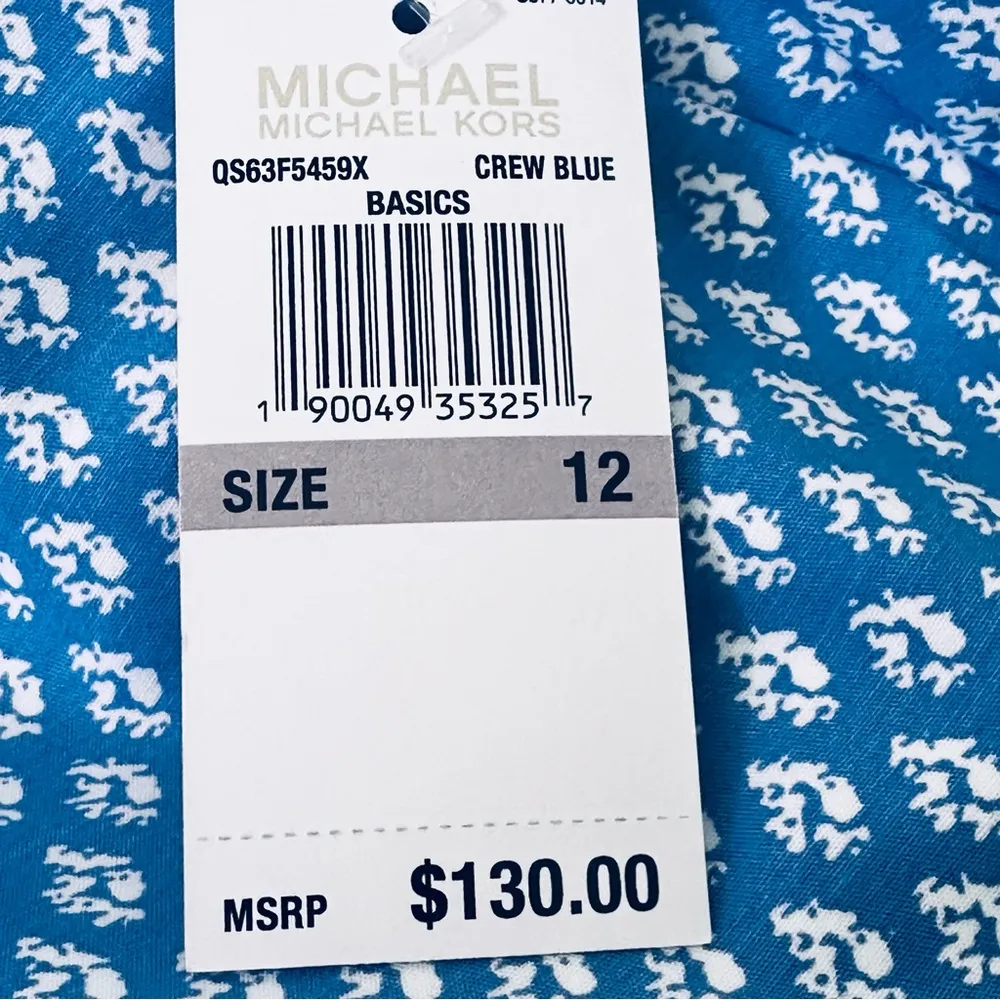 MICHAEL
MICHAEL KORS
QS63F5459X CREW BLUE
BASICS
1 90049 35325 7
SIZE 12
MSRP $130.00